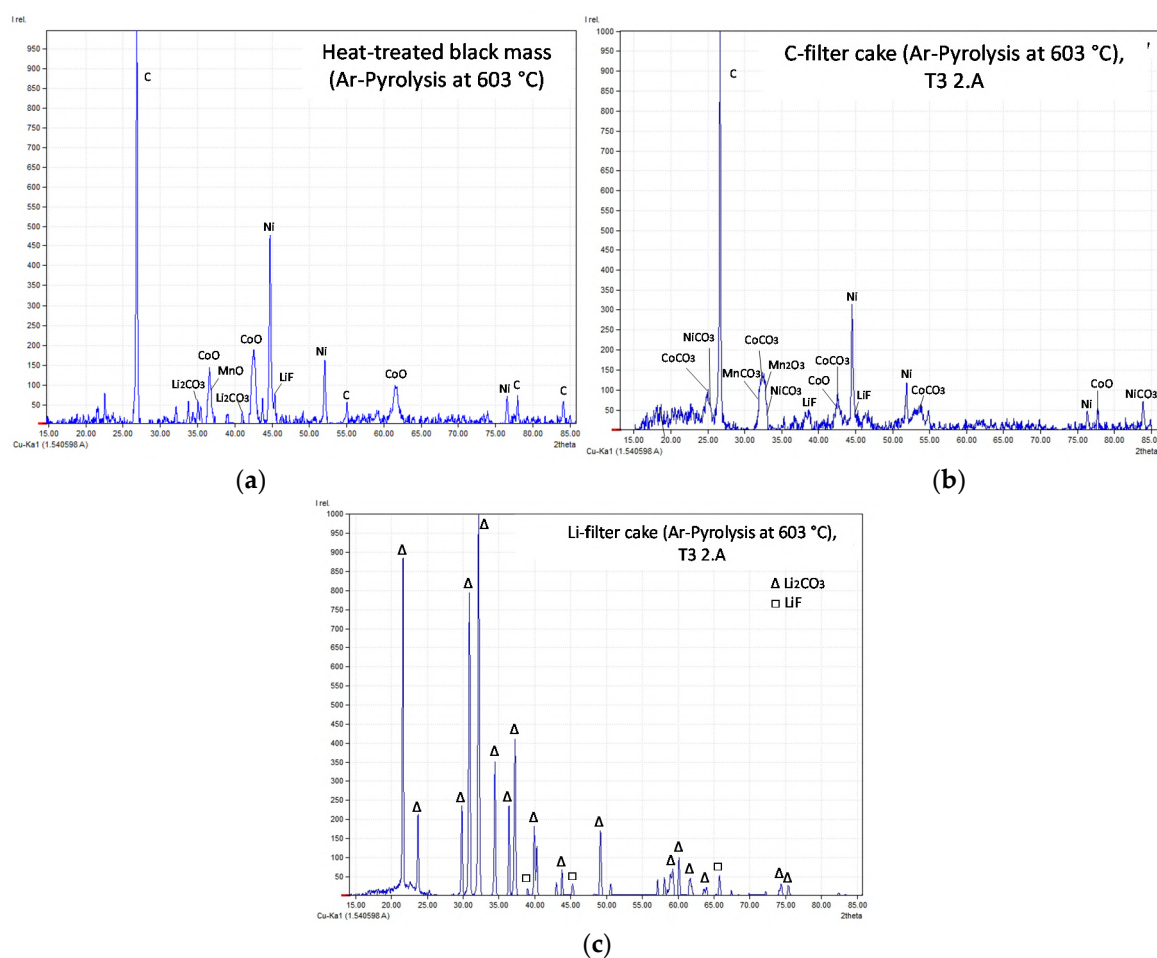 I rel.
Heat-treated black mass
(Ar-Pyrolysis at 603 °C)
950
900
850
800
750
700
650
600
550
500
450
400
350
300
250
200
150
100
50
C
CoO
MnO
Li₂CO₃
Li₂CO₃
CoO
Ni
LiF
Ni
C
CoO
Ni
C
C
15.00 20.00 25.00 30.00 35.00 40.00 45.00 50.00 55.00 60.00 65.00 70.00 75.00 80.00 85.00
Cu-Ka1 (1.540598 A) 2theta
(a)
I rel.
C-filter cake (Ar-Pyrolysis at 603 °C),
T3 2.A
1000
950
900
850
800
750
700
650
600
550
500
450
400
350
300
250
200
150
100
50
C
NiCO₃
CoCO₃
CoCO₃
MnCO₃
Mn₂O₃
NiCO₃
CoCO₃
CoO
LiF
Ni
LiF
Ni
CoCO₃
Ni
CoO
NiCO₃
15.00 20.00 25.00 30.00 35.00 40.00 45.00 50.00 55.00 60.00 65.00 70.00 75.00 80.00 85.0
Cu-Ka1 (1.540598 A) 2theta
(b)
I rel.
Li-filter cake (Ar-Pyrolysis at 603 °C),
T3 2.A
Δ Li₂CO₃
□ LiF
1000
950
900
850
800
750
700
650
600
550
500
450
400
350
300
250
200
150
100
50
15.00 20.00 25.00 30.00 35.00 40.00 45.00 50.00 55.00 60.00 65.00 70.00 75.00 80.00 85.00
Cu-Ka1 (1.540598 A) 2theta
(c)